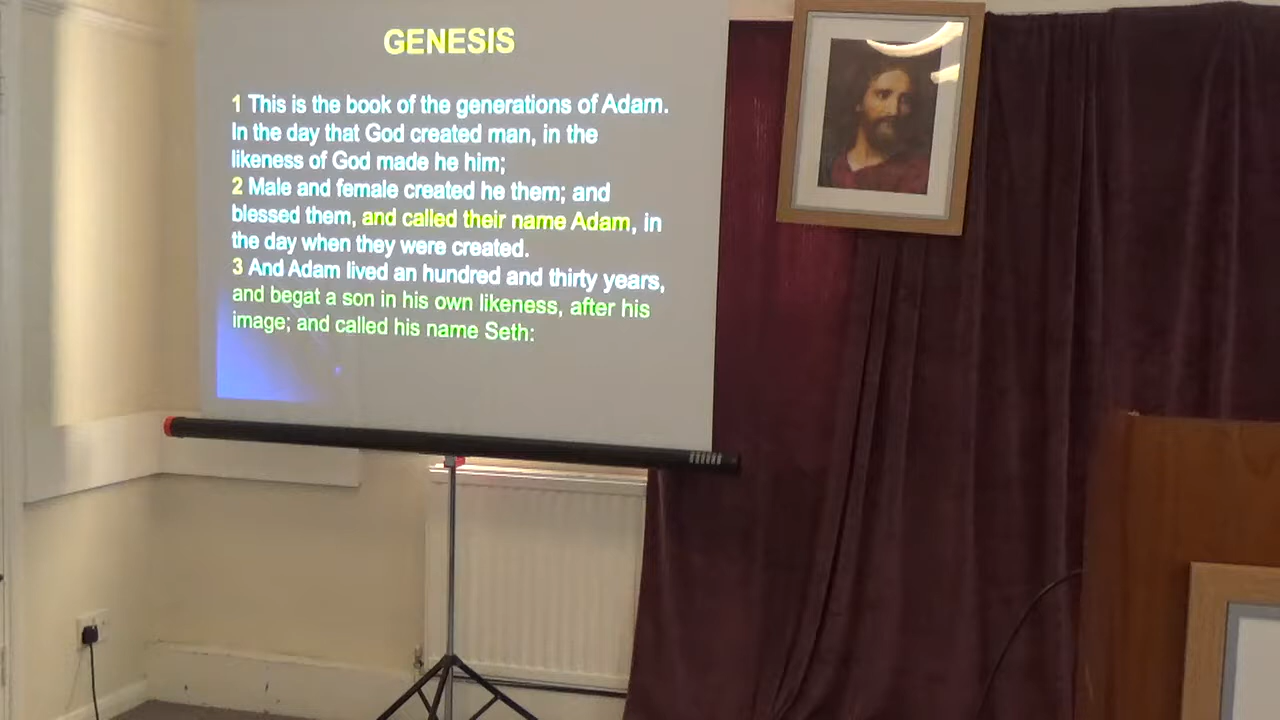 GENESIS
1 This is the book of the generations of Adam.
In the day that God created man, in the
likeness of God made he him;
2 Male and female created he them; and
blessed them, and called their name Adam, in
the day when they were created.
3 And Adam lived an hundred and thirty years,
and begat a son in his own likeness, after his
image; and called his name Seth: